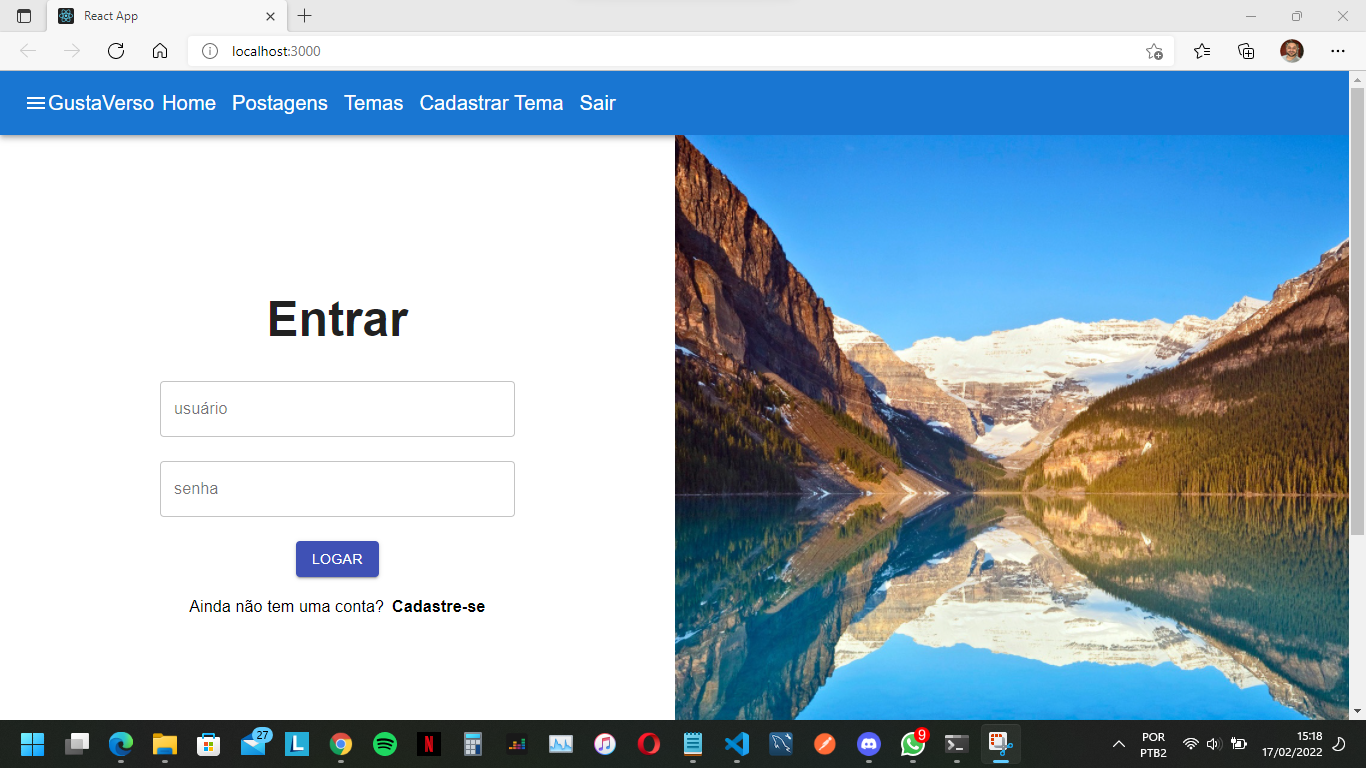 React App
localhost:3000
GustaVerso Home Postagens Temas Cadastrar Tema Sair
Entrar
usuário
senha
LOGAR
Ainda não tem uma conta? Cadastre-se
27
L
N
9
POR
PTB2
15:18
17/02/2022